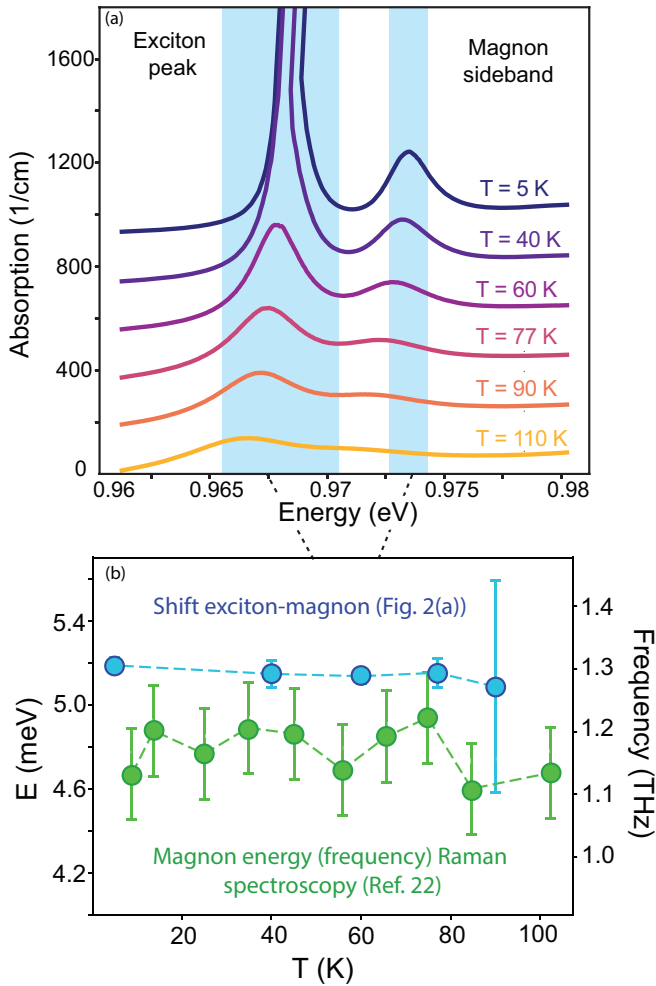 (a)
Exciton
peak
Magnon
sideband
1600
1200
800
400
0
Absorption (1/cm)
T = 5 K
T = 40 K
T = 60 K
T = 77 K
T = 90 K
T = 110 K
0.96
0.965
0.97
0.975
0.98
Energy (eV)
(b)
Shift exciton-magnon (Fig. 2(a))
5.4
5.0
4.6
4.2
E (meV)
1.4
1.3
1.2
1.1
1.0
Frequency (THz)
Magnon energy (frequency) Raman
spectroscopy (Ref. 22)
20
40
60
80
100
T (K)